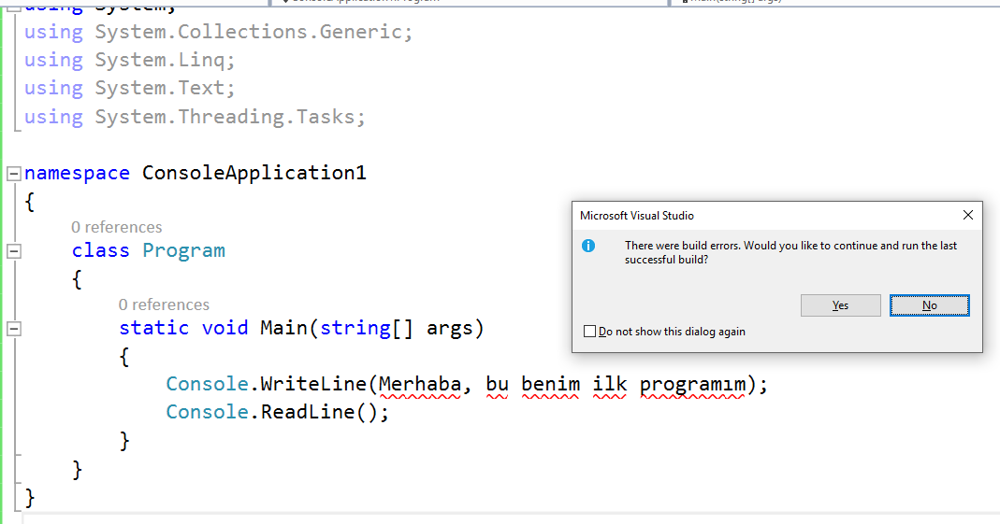 using System;
using System.Collections.Generic;
using System.Linq;
using System.Text;
using System.Threading.Tasks;
namespace ConsoleApplication1
{
0 references
class Program
{
0 references
static void Main(string[] args)
{
Console.WriteLine(Merhaba, bu benim ilk programım);
Console.ReadLine();
}
}
}
Microsoft Visual Studio
There were build errors. Would you like to continue and run the last
successful build?
Yes
No
Do not show this dialog again